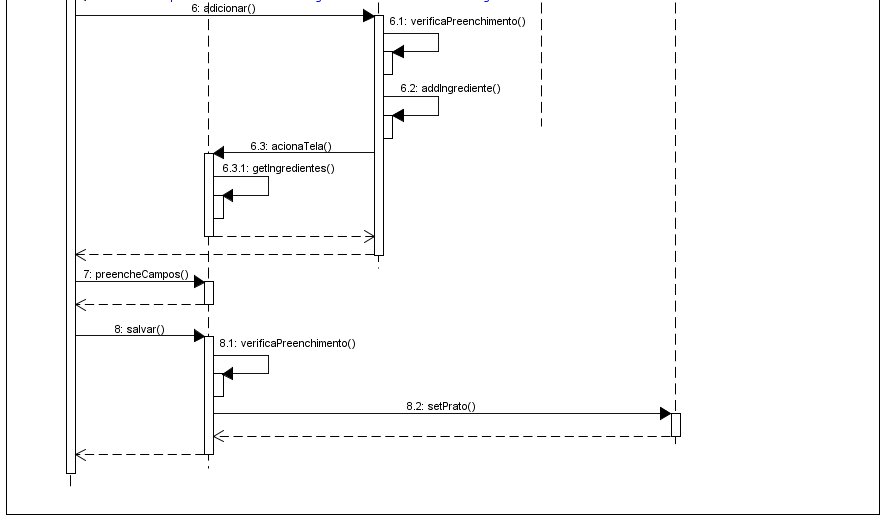 6: adicionar()
6.1: verificaPreenchimento()
6.2: addIngrediente()
6.3: acionaTela()
6.3.1: getIngredientes()
7: preencheCampos()
8: salvar()
8.1: verificaPreenchimento()
8.2: setPrato()